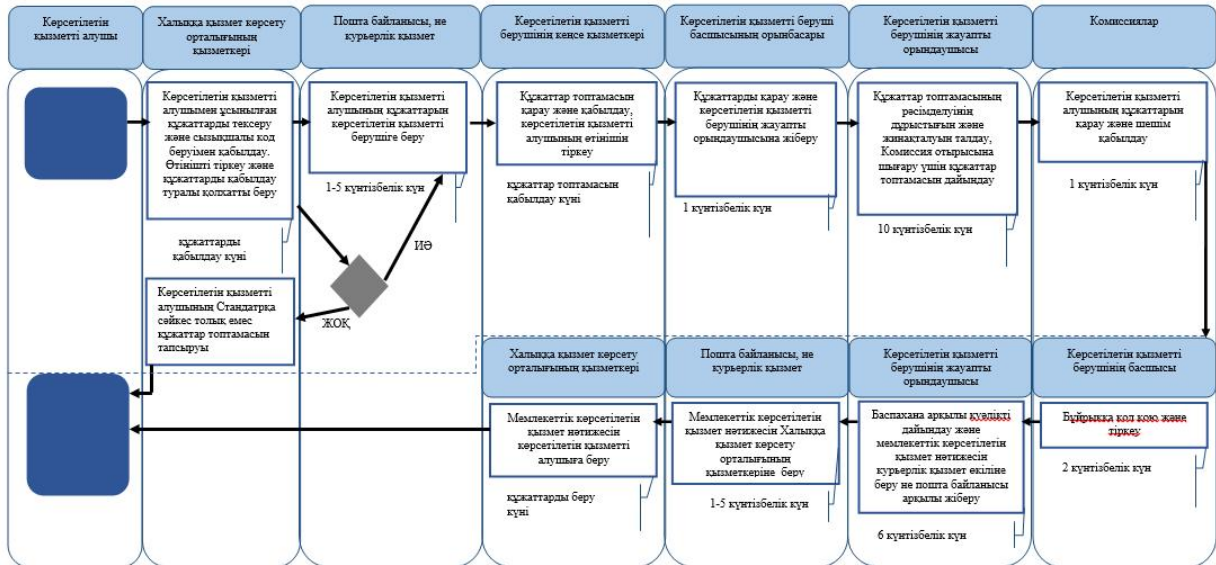 Көрсетілетін
қызметті алушы
Халыққа қызмет көрсету
орталығының
қызметкері
Пошта байланысы, не
курьерлік қызмет
Көрсетілетін қызметті
берушінің кеңсе қызметкері
Көрсетілетін қызметті беруші
басшысының орынбасары
Көрсетілетін қызметті
берушінің жауапты
орындаушысы
Комиссиялар
Көрсетілетін қызметті
алушымен ұсынылған
құжаттарды тексеру
және сызықшалы код
беруімен қабылдау.
Өтінішті тіркеу және
құжаттарды қабылдау
туралы қолхатты беру
құжаттарды
қабылдау күні
Көрсетілетін қызметті
алушының құжаттарын
көрсетілетін қызметті
берушіге беру
1-5 күнтізбелік күн
Құжаттар топтамасын
қарау және қабылдау,
көрсетілетін қызметті
алушының өтінішін
тіркеу
құжаттар топтамасын
қабылдау күні
Құжаттарды қарау және
көрсетілетін қызметті
берушінің жауапты
орындаушысына жіберу
1 күнтізбелік күн
Құжаттар топтамасының
ресімделуінің
дұрыстығын және
жинақталуын талдау,
Комиссия отырысына
шығару үшін құжаттар
топтамасын дайындау
10 күнтізбелік күн
Көрсетілетін қызметті
алушының құжаттарын
қарау және шешім
қабылдау
1 күнтізбелік күн
ИӘ
ЖОҚ
Көрсетілетін қызметті
алушының Стандатрқа
сәйкес толық емес
құжаттар топтамасын
тапсыруы
Халыққа қызмет көрсету
орталығының қызметкері
Пошта байланысы, не
курьерлік қызмет
Көрсетілетін қызметті
берушінің жауапты
орындаушысы
Көрсетілетін қызметті
берушінің басшысы
Мемлекеттік көрсетілетін
қызмет нәтижесін
көрсетілетін қызметті
алушыға беру
құжаттарды беру
күні
Мемлекеттік көрсетілетін
қызмет нәтижесін Халыққа
қызмет көрсету
орталығының
қызметкеріне беру
1-5 күнтізбелік күн
Баспахана арқылы куәлікті
дайындау және
мемлекеттік көрсетілетін
қызмет нәтижесін
курьерлік қызмет өкіліне
беру не пошта байланысы
арқылы жіберу
6 күнтізбелік күн
Бұйрыққа қол қою және
тіркеу
2 күнтізбелік күн